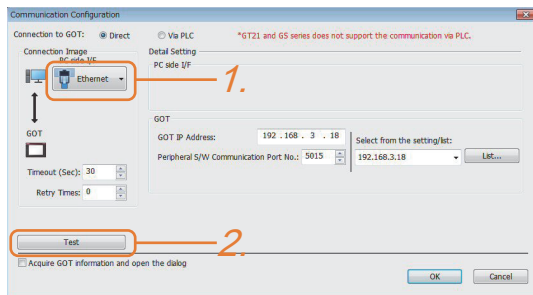 Communication Configuration
Connection to GOT: Direct Via PLC *GT21 and GS series does not support the communication via PLC.
Connection Image Detail Setting
PC side I/F PC side I/F
Ethernet 1.
GOT
GOT IP Address: 192 . 168 . 3 . 18 Select from the setting/list:
GOT
Peripheral S/W Communication Port No.: 5015 192.168.3.18 List...
Timeout (Sec): 30
Retry Times: 0
Test 2.
Acquire GOT information and open the dialog
OK Cancel